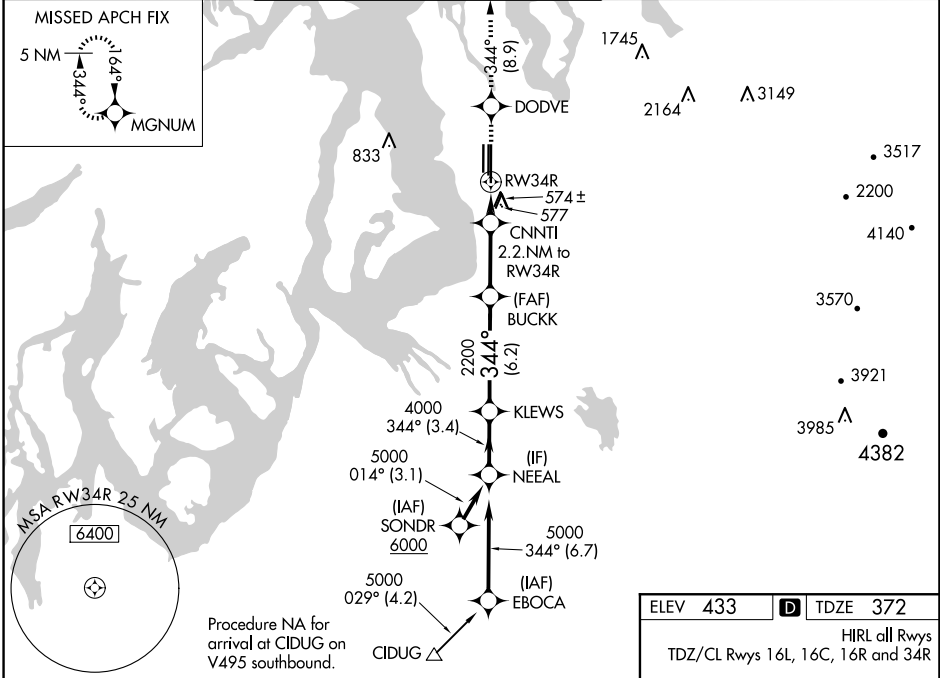 MISSED APCH FIX
5 NM
344°
164°
MGNUM
344°
(8.9)
DODVE
1745
2164
3149
833
3517
RW34R
574 ±
577
2200
CNNTI
2.2.NM to
RW34R
4140
(FAF)
BUCKK
3570
2200
344°
(6.2)
3921
KLEWS
4000
344° (3.4)
3985
4382
5000
014° (3.1)
(IF)
NEEAL
(IAF)
SONDR
6000
5000
344° (6.7)
MSA RW34R 25 NM
6400
5000
029° (4.2)
(IAF)
EBOCA
CIDUG
Procedure NA for
arrival at CIDUG on
V495 southbound.
ELEV 433 D TDZE 372
HIRL all Rwys
TDZ/CL Rwys 16L, 16C, 16R and 34R